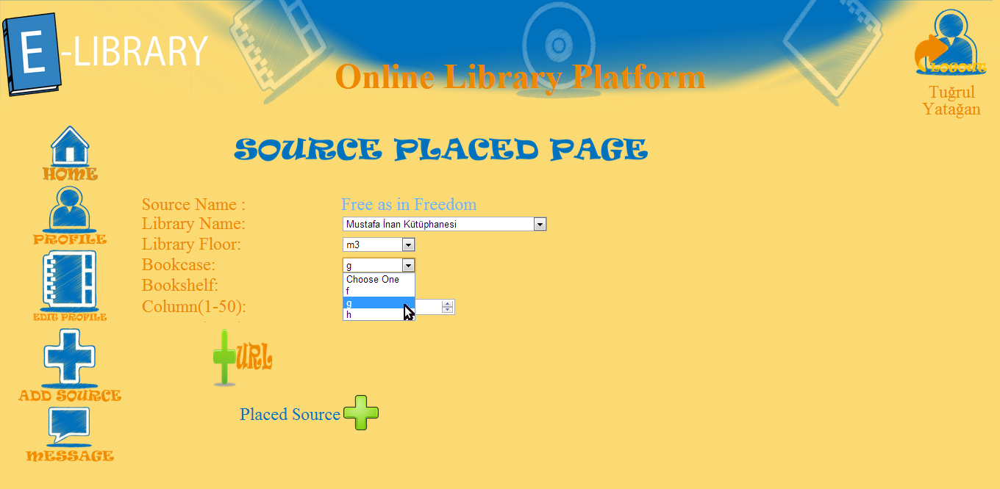 E-LIBRARY
Online Library Platform
LOGOUT
Tuğrul
Yatağan
SOURCE PLACED PAGE
HOME
PROFILE
EDIT PROFILE
ADD SOURCE
MESSAGE
Source Name : Free as in Freedom
Library Name: Mustafa İnan Kütüphanesi
Library Floor: m3
Bookcase: g
Choose One
f
g
h
Bookshelf:
Column(1-50):
URL
Placed Source